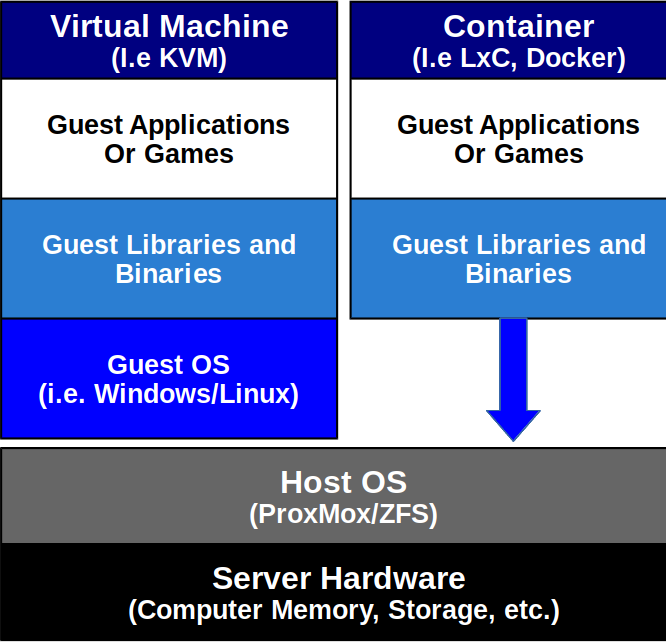 Virtual Machine
(I.e KVM)
Guest Applications
Or Games
Guest Libraries and
Binaries
Guest OS
(i.e. Windows/Linux)
Container
(I.e LxC, Docker)
Guest Applications
Or Games
Guest Libraries and
Binaries
Host OS
(ProxMox/ZFS)
Server Hardware
(Computer Memory, Storage, etc.)